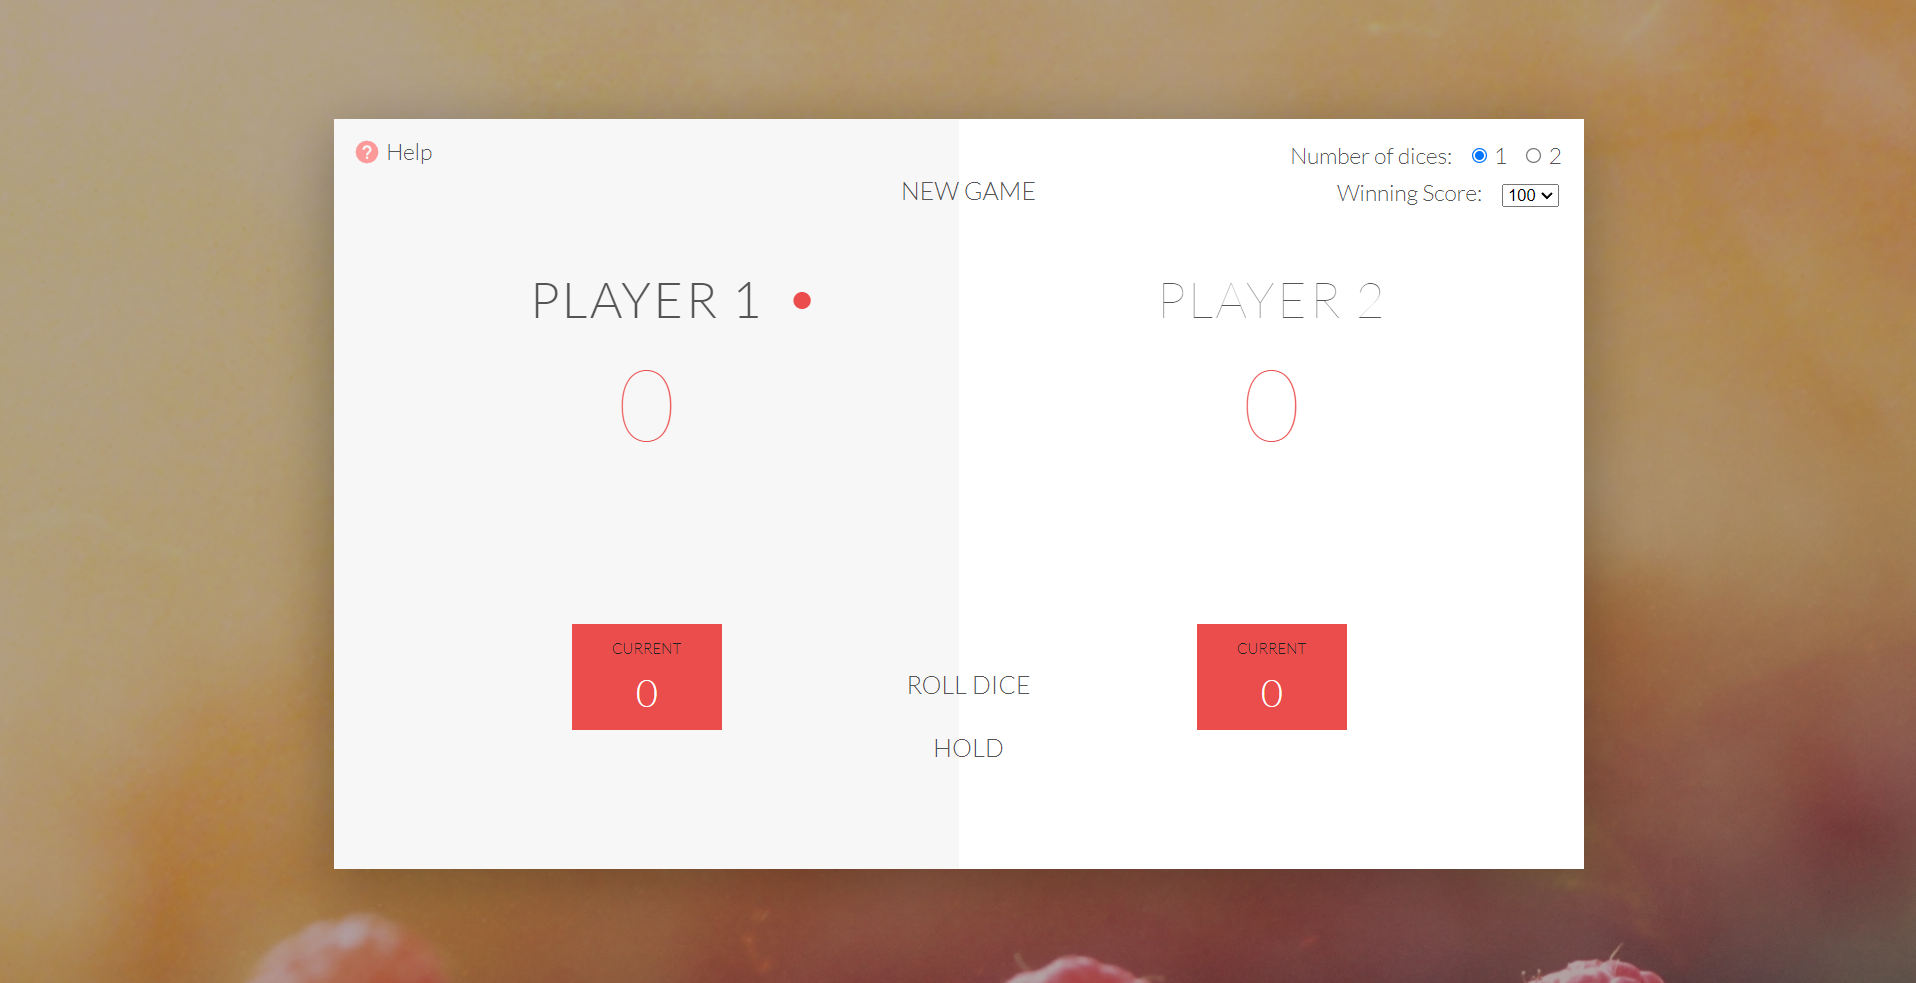 ? Help
Number of dices: 1 2
NEW GAME
Winning Score: 100
PLAYER 1
PLAYER 2
0
0
CURRENT
0
CURRENT
0
ROLL DICE
HOLD